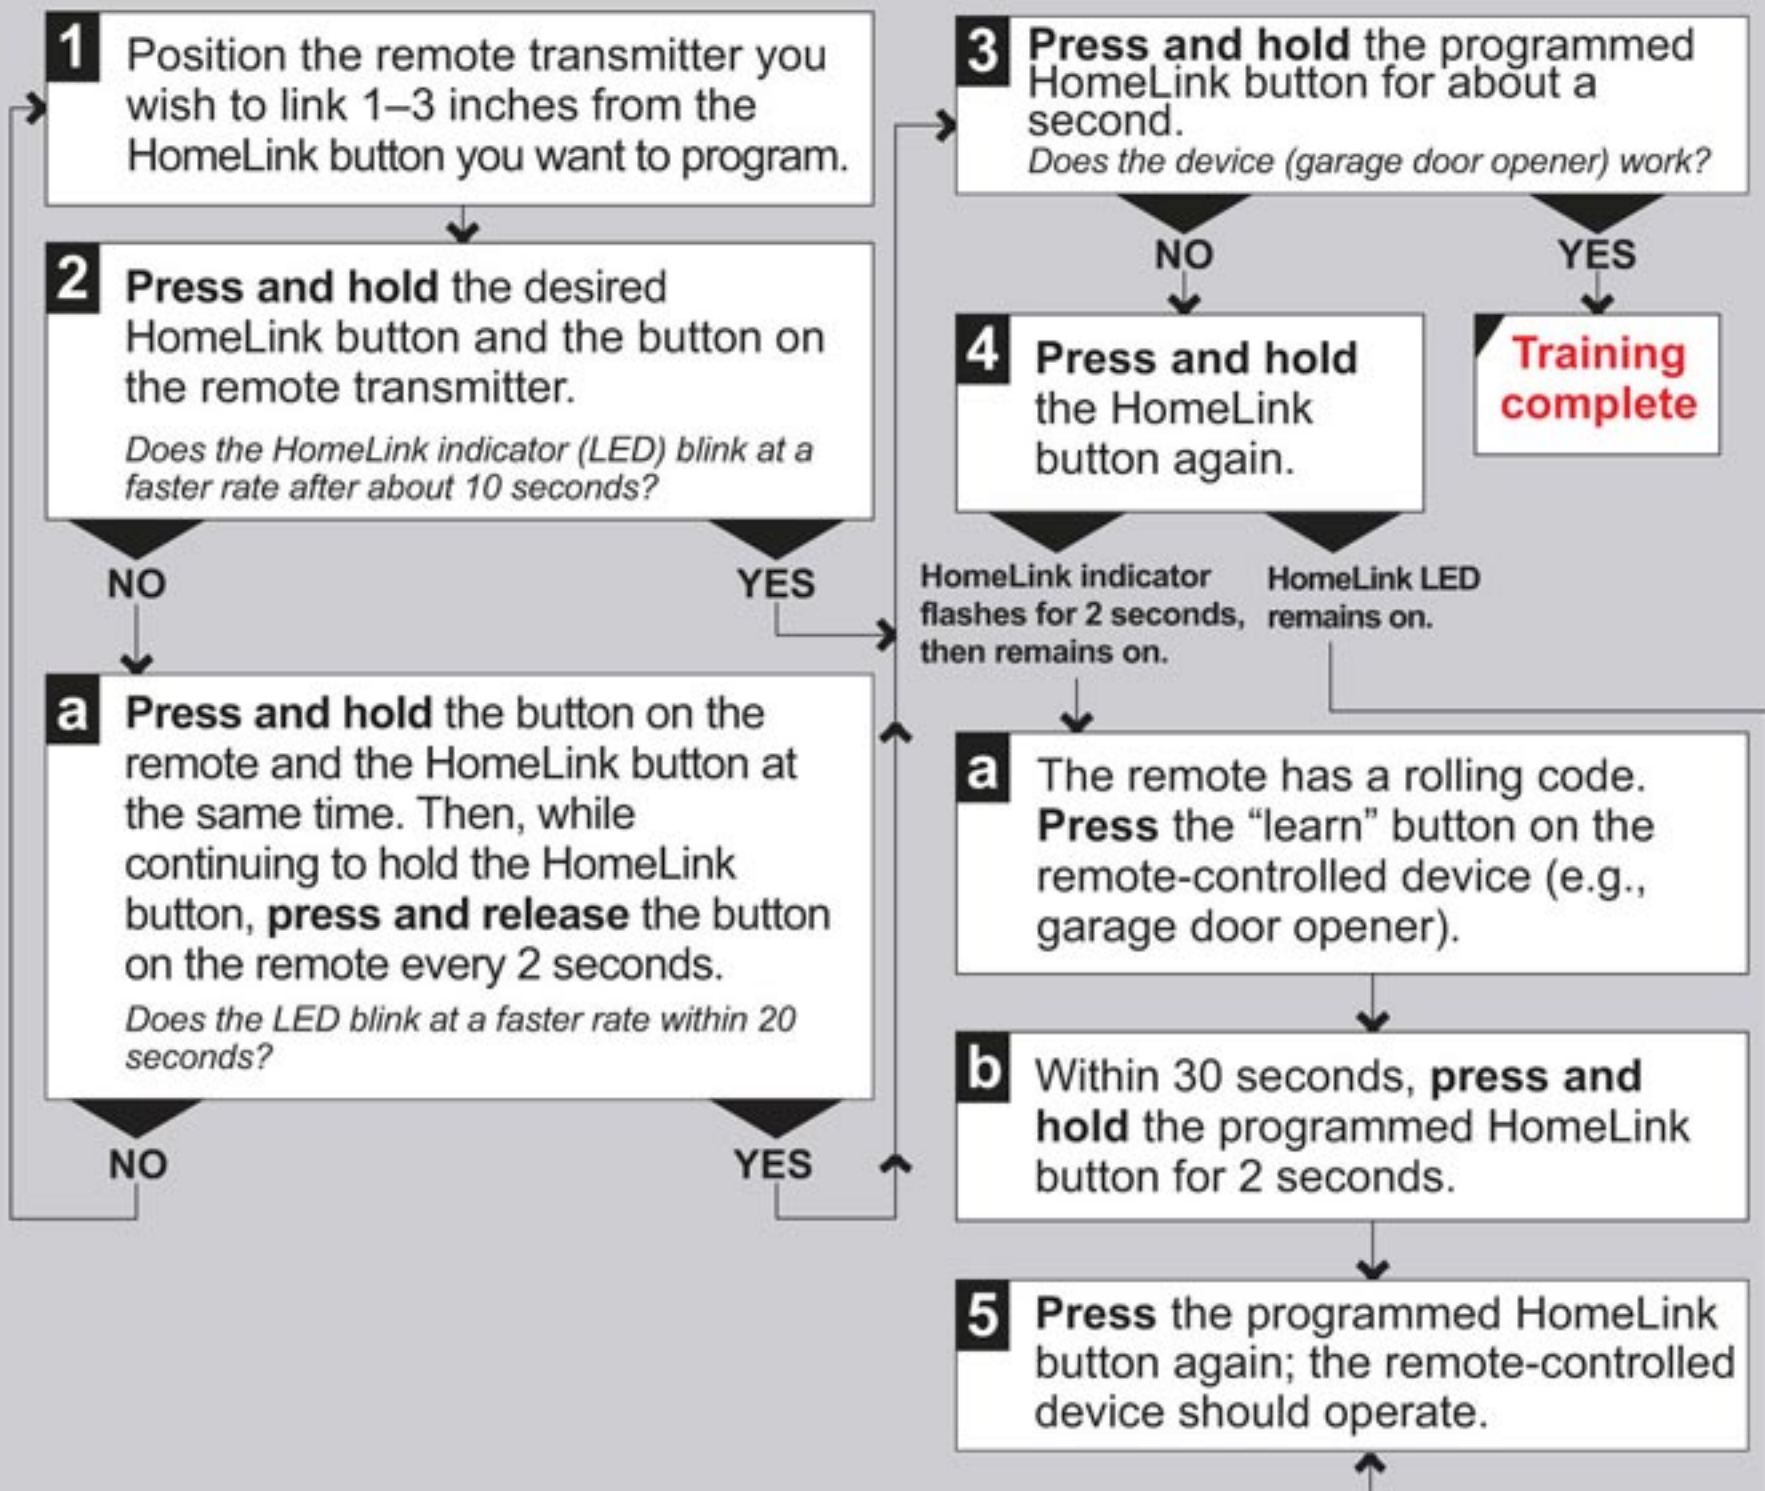 1
Position the remote transmitter you
wish to link 1–3 inches from the
HomeLink button you want to program.
2
Press and hold the desired
HomeLink button and the button on
the remote transmitter.
Does the HomeLink indicator (LED) blink at a
faster rate after about 10 seconds?
NO
YES
a
Press and hold the button on the
remote and the HomeLink button at
the same time. Then, while
continuing to hold the HomeLink
button, press and release the button
on the remote every 2 seconds.
Does the LED blink at a faster rate within 20
seconds?
NO
YES
3
Press and hold the programmed
HomeLink button for about a
second.
Does the device (garage door opener) work?
NO
YES
4
Press and hold
the HomeLink
button again.
Training
complete
HomeLink indicator
flashes for 2 seconds,
then remains on.
HomeLink LED
remains on.
a
The remote has a rolling code.
Press the “learn” button on the
remote-controlled device (e.g.,
garage door opener).
b
Within 30 seconds, press and
hold the programmed HomeLink
button for 2 seconds.
5
Press the programmed HomeLink
button again; the remote-controlled
device should operate.